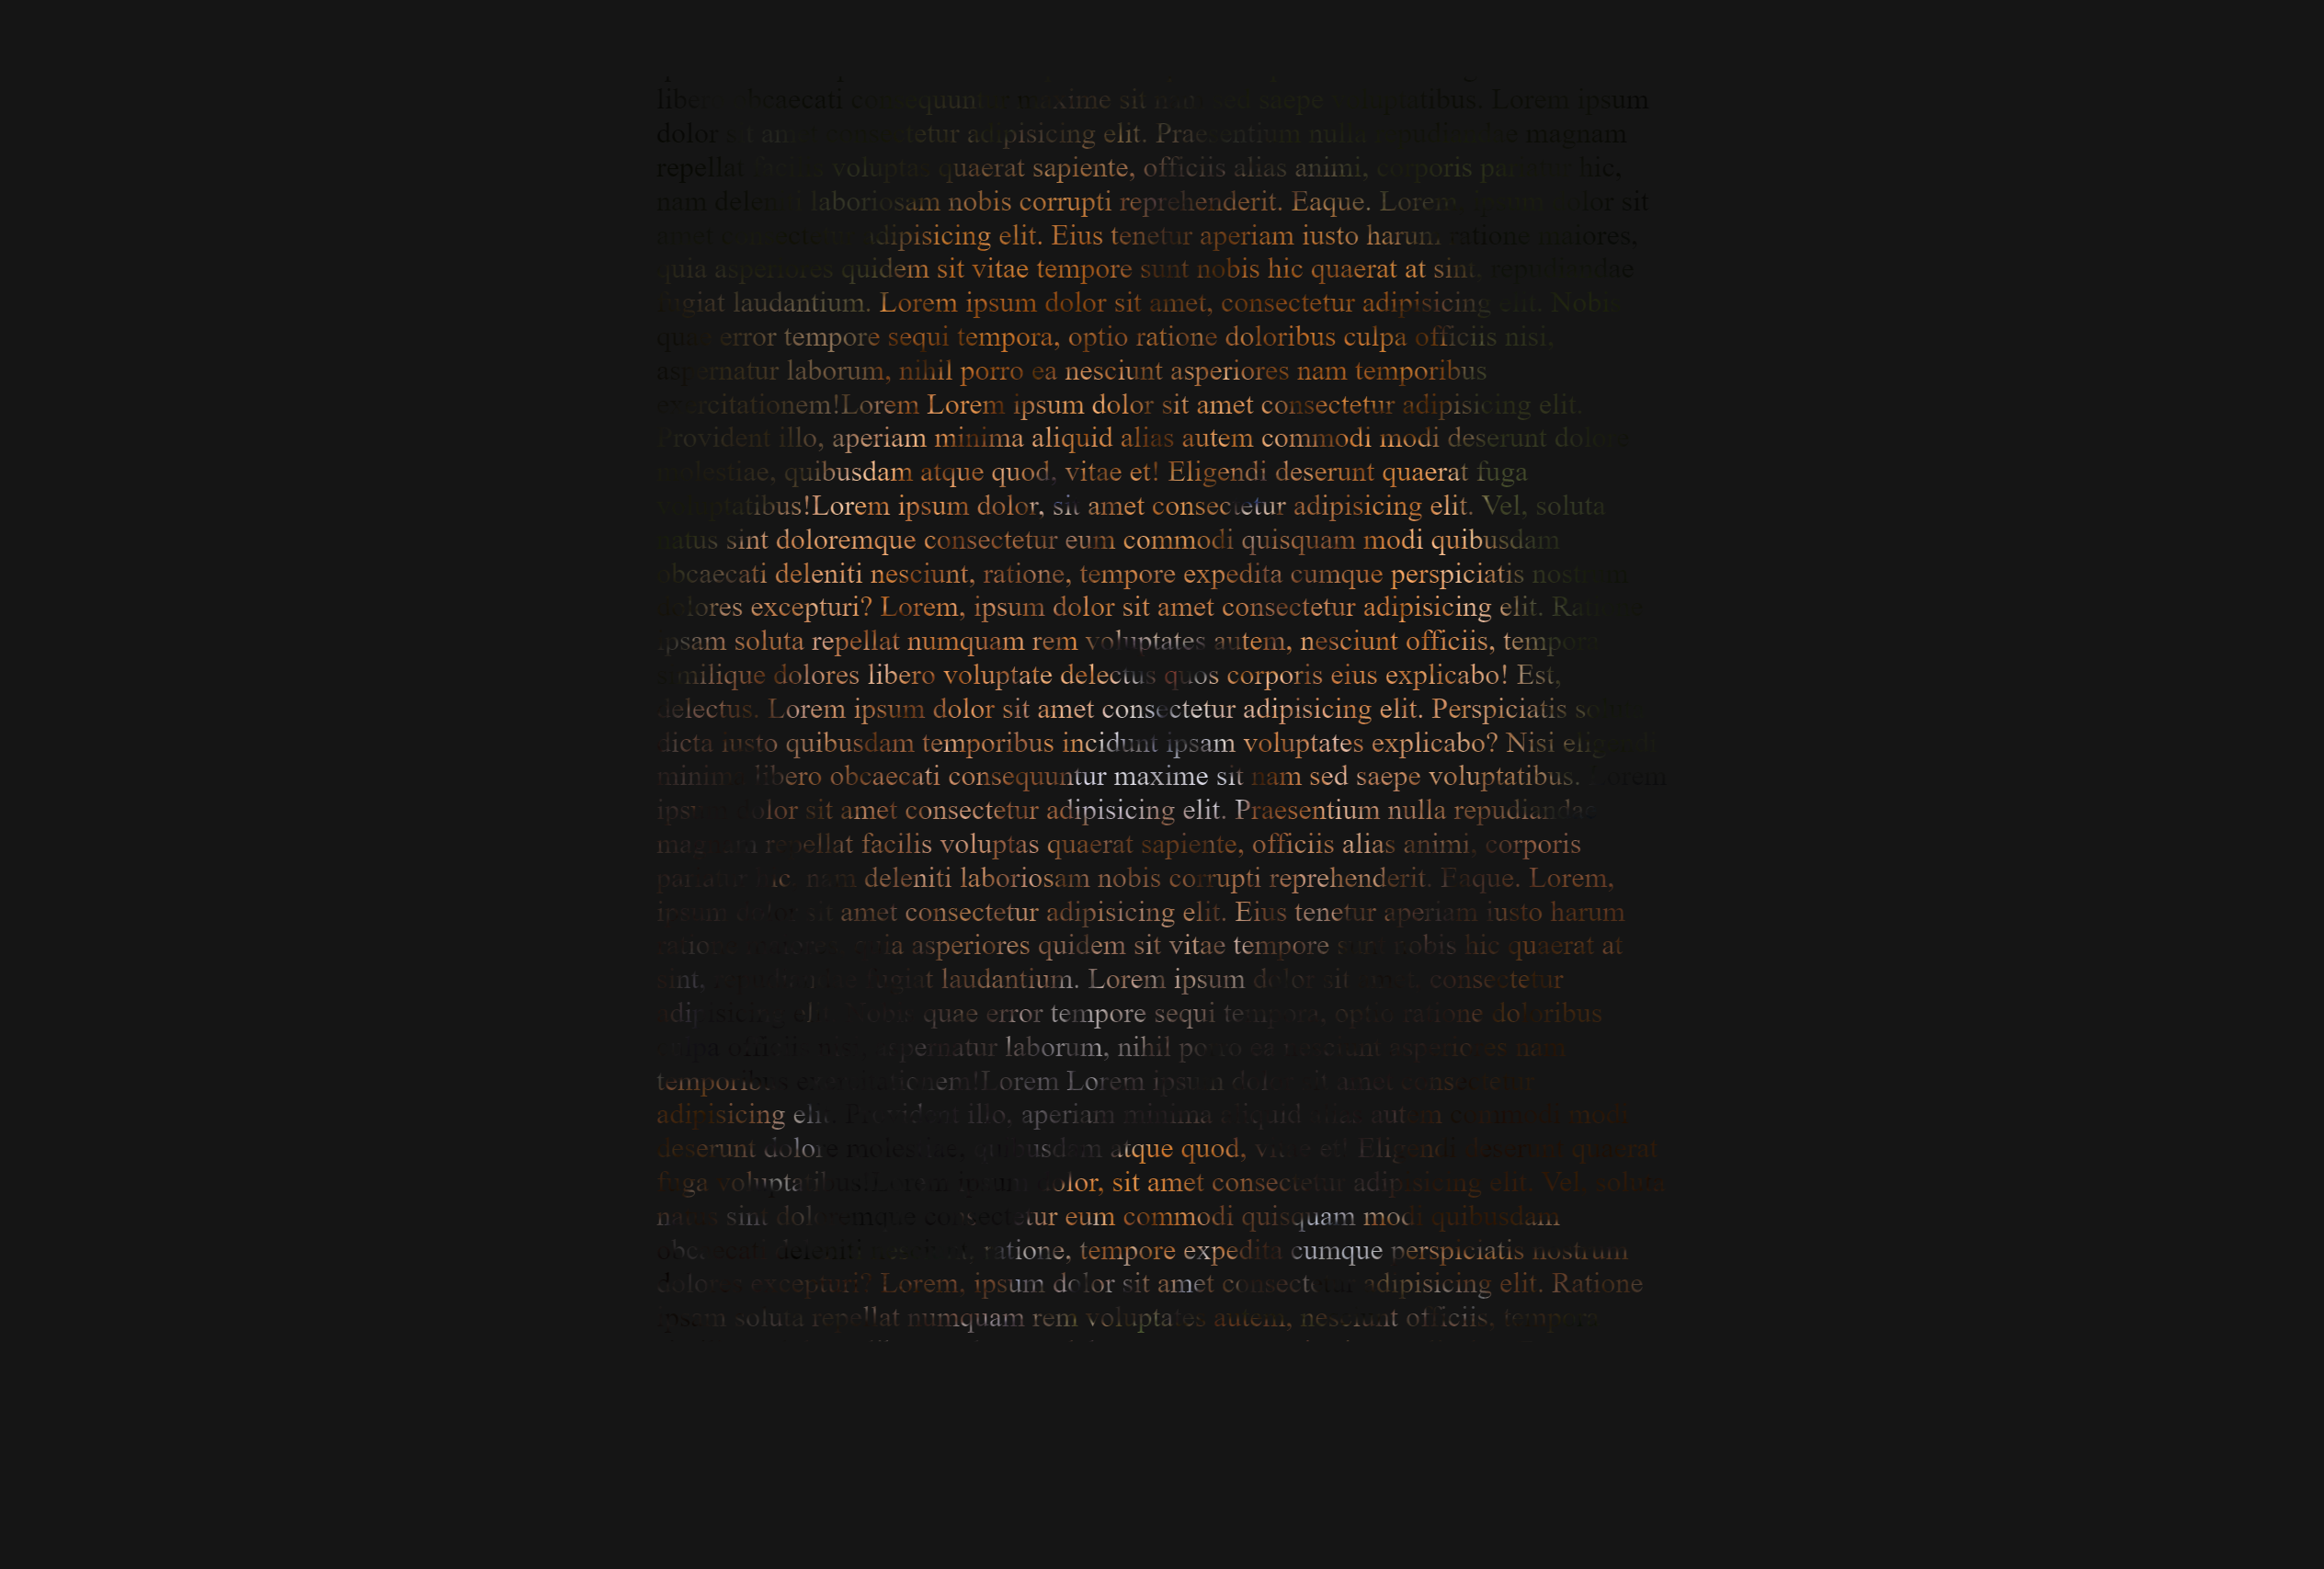 maxime sit saepe Lorem ipsum
dolor adipisicing elit. Praesentium nulla magnam
repellat voluptas quaerat sapiente, officiis alias animi, corporis hic,
nam laboriosam nobis corrupti reprehenderit. Eaque. Lorem sit
adipisicing elit. Eius tenetur aperiam iusto harum ratione maiores,
quia asperiores quidem sit vitae tempore sunt nobis hic quaerat at sint, repudiandae
fugiat laudantium. Lorem ipsum dolor sit amet, consectetur adipisicing elit. Nobis
error tempore sequi tempora, optio ratione doloribus culpa officiis nisi,
aspernatur laborum, nihil porro ea nesciunt asperiores nam temporibus
exercitationem!Lorem Lorem ipsum dolor sit amet consectetur adipisicing elit.
Provident illo, aperiam minima aliquid alias autem commodi modi deserunt dolore
molestiae, quibusdam atque quod, vitae et! Eligendi deserunt quaerat fuga
voluptatibus!Lorem ipsum dolor, sit amet consectetur adipisicing elit. Vel, soluta
natus sint doloremque consectetur eum commodi quisquam modi quibusdam
obcaecati deleniti nesciunt, ratione, tempore expedita cumque perspiciatis nostrum
dolores excepturi? Lorem, ipsum dolor sit amet consectetur adipisicing elit. Ratione
ipsam soluta repellat numquam rem voluptates autem, nesciunt officiis, tempora
similique dolores libero voluptate delectus quos corporis eius explicabo! Est,
delectus. Lorem ipsum dolor sit amet consectetur adipisicing elit. Perspiciatis
dicta iusto quibusdam temporibus incidunt ipsam voluptates explicabo? Nisi eligendi
minima libero obcaecati consequuntur maxime sit nam sed saepe voluptatibus. Lorem
ipsum dolor sit amet consectetur adipisicing elit. Praesentium nulla repudiandae
magnam repellat facilis voluptas quaerat sapiente, officiis alias animi, corporis
pariatur hic, nam deleniti laboriosam nobis corrupti reprehenderit. Eaque. Lorem,
ipsum dolor sit amet consectetur adipisicing elit. Eius tenetur aperiam iusto harum
ratione quia asperiores quidem sit vitae tempore sunt nobis hic quaerat at
sint, fugiat laudantium. Lorem ipsum dolor sit amet, consectetur
quae error tempore sequi tempora, optio ratione doloribus
aspernatur laborum, nihil porro ea nesciunt asperiores nam
temporibus exercitationem!Lorem Lorem ipsum dolor sit amet consectetur
adipisicing elit. Provident illo, aperiam minima aliquid alias autem commodi modi
deserunt dolore molestiae, quibusdam atque quod, vitae et! Eligendi deserunt quaerat
fuga voluptatibus!Lorem ipsum dolor, sit amet consectetur adipisicing elit. Vel, soluta
natus sint doloremque consectetur eum commodi quisquam modi quibusdam
obcaecati deleniti ratione, tempore expedita cumque perspiciatis nostrum
dolores excepturi? Lorem, ipsum dolor sit amet consectetur adipisicing elit. Ratione
ipsam soluta repellat numquam rem voluptates autem, nesciunt officiis, tempora